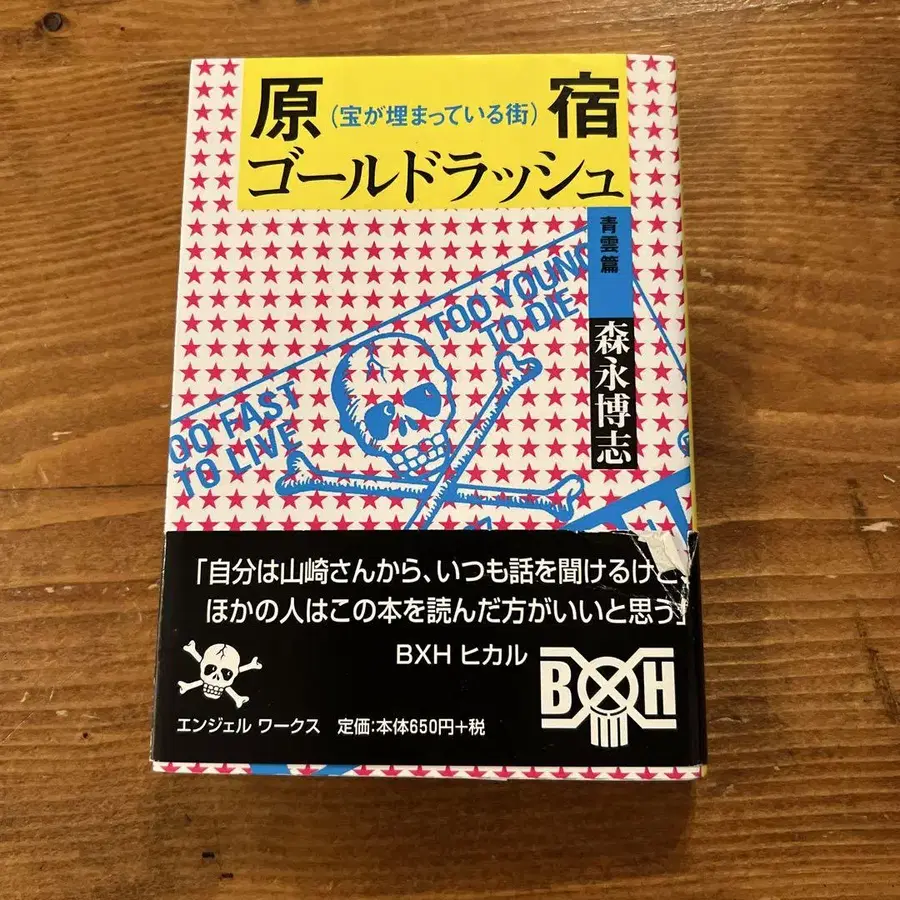 原宿
(宝が埋まっている街)
ゴールドラッシュ
青雲篇
森永博志
TOO YOUNG
TO DIE
OO FAST
TO LIVE
「自分は山崎さんから、いつも話を聞けるけど、
ほかの人はこの本を読んだ方がいいと思う」
BXH ヒカル
BXH
エンジェル ワークス 定価:本体650円+税